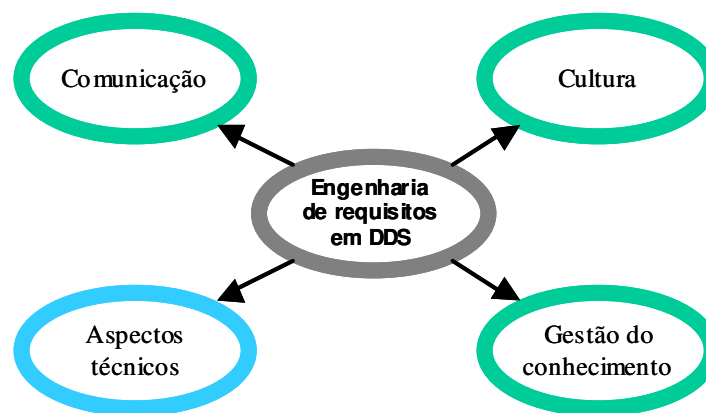 Comunicação
Cultura
Engenharia
de requisitos
em DDS
Aspectos
técnicos
Gestão do
conhecimento